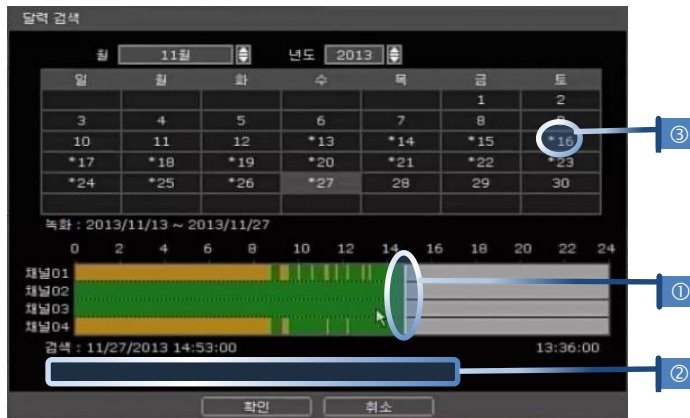 달력 검색
월 11월 년도 2013
일 월 화 수 목 금 토
1 2
3 4 5 6 7 8 9
10 11 12 *13 *14 *15 *16
*17 *18 *19 *20 *21 *22 *23
*24 *25 *26 *27 28 29 30
녹화 : 2013/11/13 ~ 2013/11/27
0 2 4 6 8 10 12 14 16 18 20 22 24
채널01
채널02
채널03
채널04
검색 : 11/27/2013 14:53:00 13:36:00
확인 취소
③
①
②